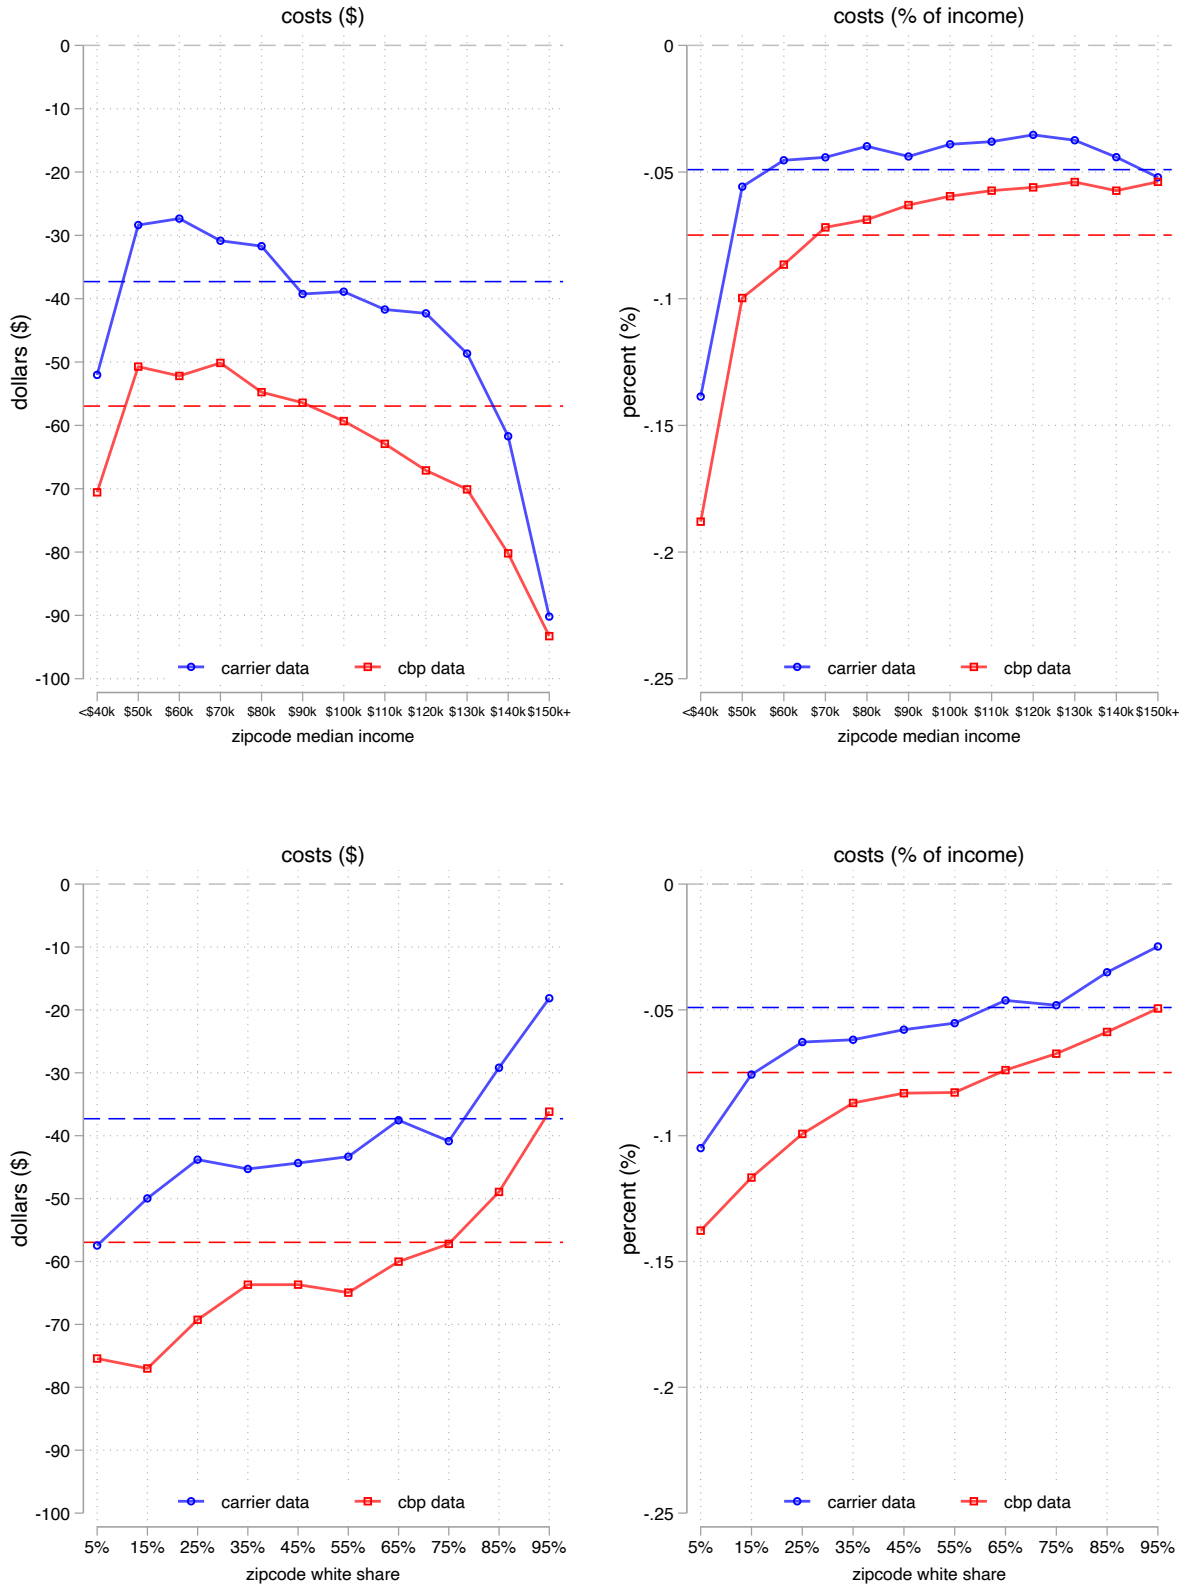 costs ($)
0
-10
-20
-30
-40
-50
-60
-70
-80
-90
-100
dollars ($)
carrier data
cbp data
<$40k $50k $60k $70k $80k $90k $100k $110k $120k $130k $140k $150k+
zipcode median income
costs (% of income)
0
-.05
-.1
-.15
-.2
-.25
percent (%)
carrier data
cbp data
<$40k $50k $60k $70k $80k $90k $100k $110k $120k $130k $140k $150k+
zipcode median income
costs ($)
0
-10
-20
-30
-40
-50
-60
-70
-80
-90
-100
dollars ($)
carrier data
cbp data
5% 15% 25% 35% 45% 55% 65% 75% 85% 95%
zipcode white share
costs (% of income)
0
-.05
-.1
-.15
-.2
-.25
percent (%)
carrier data
cbp data
5% 15% 25% 35% 45% 55% 65% 75% 85% 95%
zipcode white share